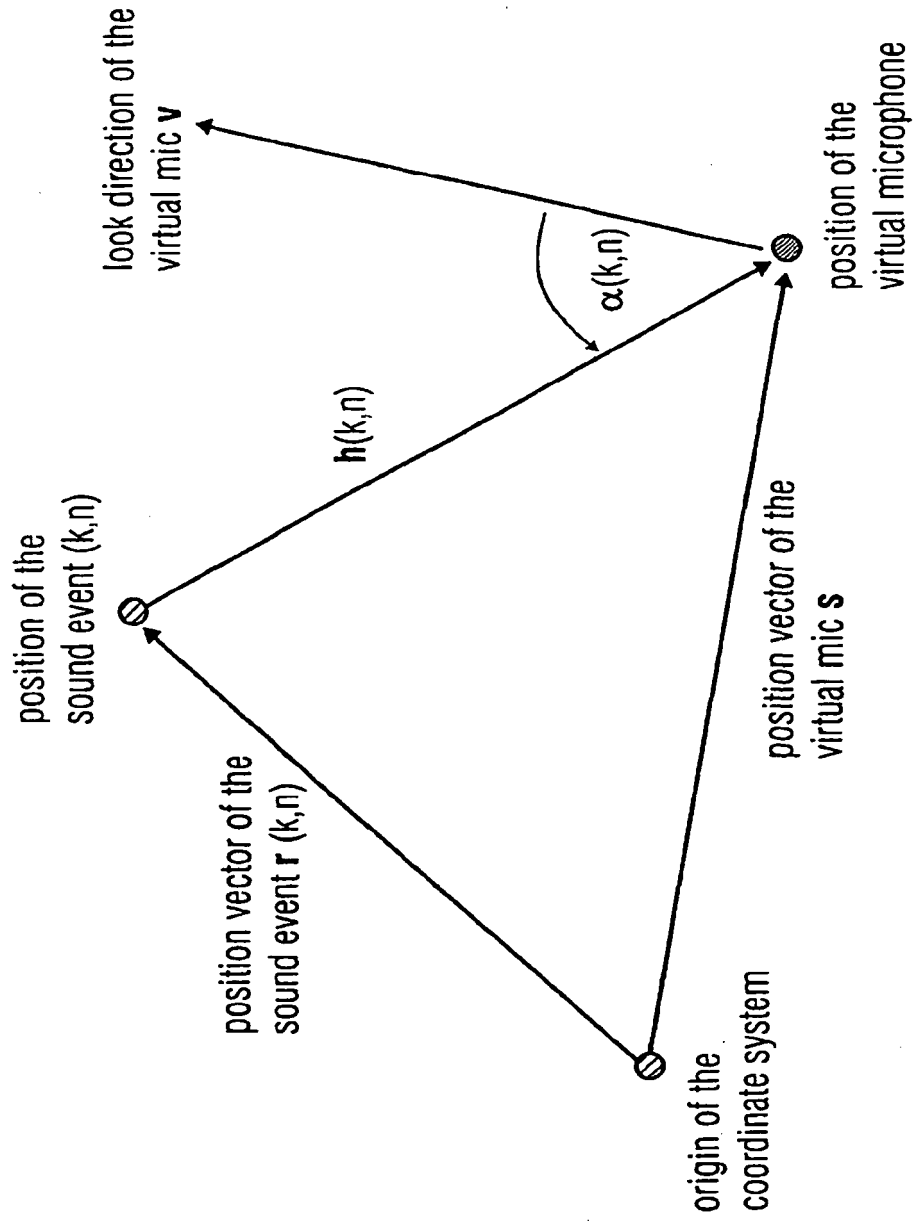 position of the
sound event (k,n)
look direction of the
virtual mic v
position vector of the
sound event r (k,n)
h(k,n)
α(k,n)
origin of the
coordinate system
position vector of the
virtual mic s
position of the
virtual microphone